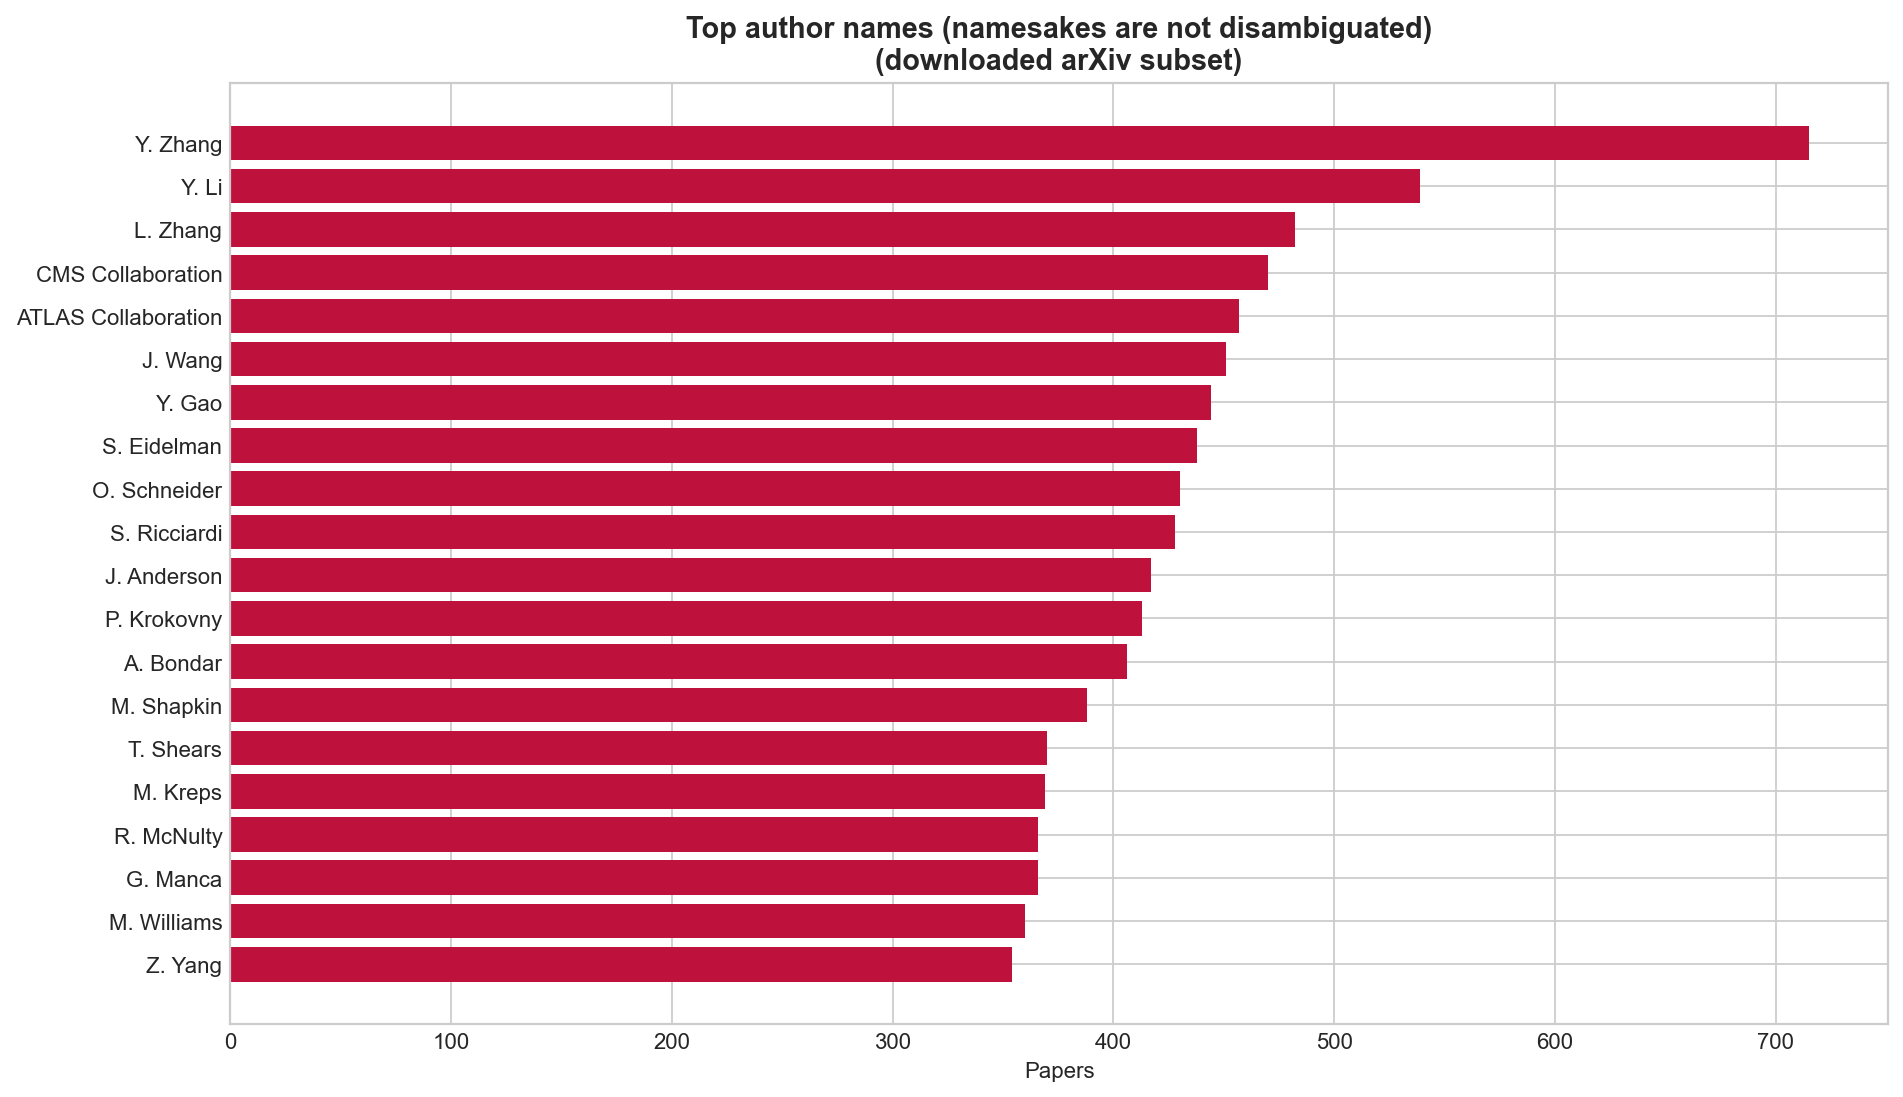 Top author names (namesakes are not disambiguated)
(downloaded arXiv subset)
Y. Zhang
Y. Li
L. Zhang
CMS Collaboration
ATLAS Collaboration
J. Wang
Y. Gao
S. Eidelman
O. Schneider
S. Ricciardi
J. Anderson
P. Krokovny
A. Bondar
M. Shapkin
T. Shears
M. Kreps
R. McNulty
G. Manca
M. Williams
Z. Yang
0 100 200 300 400 500 600 700
Papers